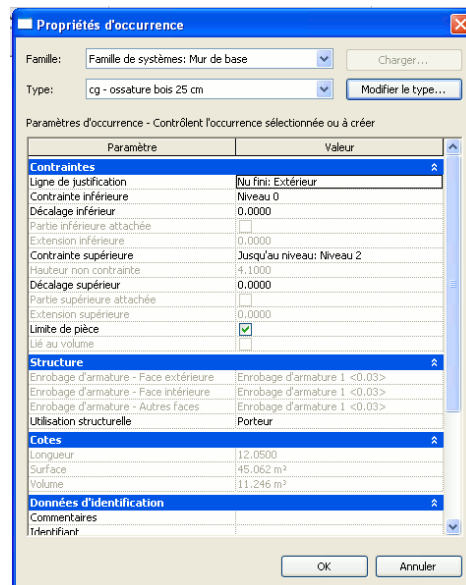 Propriétés d'occurrence
Famille: Famille de systèmes: Mur de base Charger...
Type: cg - ossature bois 25 cm Modifier le type...
Paramètres d'occurrence - Contrôlent l'occurrence sélectionnée ou à créer
Paramètre Valeur
Contraintes
Ligne de justification Nu fini: Extérieur
Contrainte inférieure Niveau 0
Décalage inférieur 0.0000
Partie inférieure attachée
Extension inférieure 0.0000
Contrainte supérieure Jusqu'au niveau: Niveau 2
Hauteur non contrainte 4.1000
Décalage supérieur 0.0000
Partie supérieure attachée
Extension supérieure 0.0000
Limite de pièce
Lié au volume
Structure
Enrobage d'armature - Face extérieure Enrobage d'armature 1 <0.03>
Enrobage d'armature - Face intérieure Enrobage d'armature 1 <0.03>
Enrobage d'armature - Autres faces Enrobage d'armature 1 <0.03>
Utilisation structurelle Porteur
Cotes
Longueur 12.0500
Surface 45.062 m²
Volume 11.246 m³
Données d'identification
Commentaires
Identifiant
OK Annuler